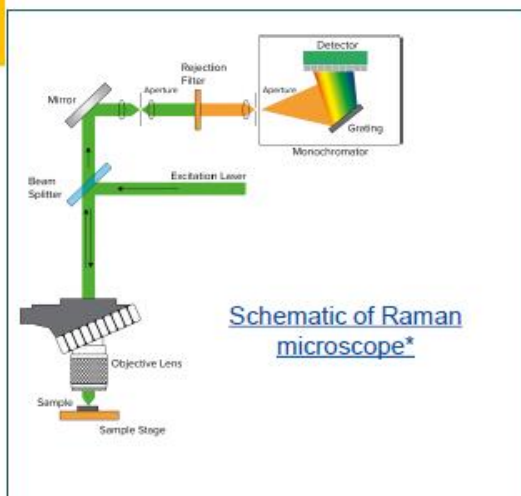 Detector
Rejection
Filter
Aperture
Aperture
Mirror
Grating
Monochromator
Beam
Splitter
Excitation Laser
Schematic of Raman
microscope*
Objective Lens
Sample
Sample Stage